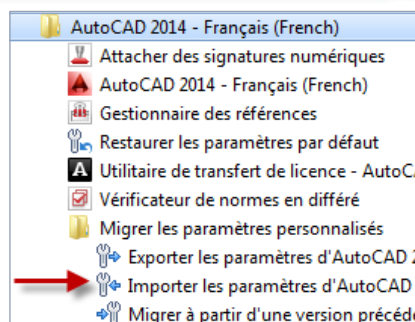 AutoCAD 2014 - Français (French)
Attacher des signatures numériques
AutoCAD 2014 - Français (French)
Gestionnaire des références
Restaurer les paramètres par défaut
Utilitaire de transfert de licence - AutoCA
Vérificateur de normes en différé
Migrer les paramètres personnalisés
Exporter les paramètres d'AutoCAD 2
Importer les paramètres d'AutoCAD
Migrer à partir d'une version précéde